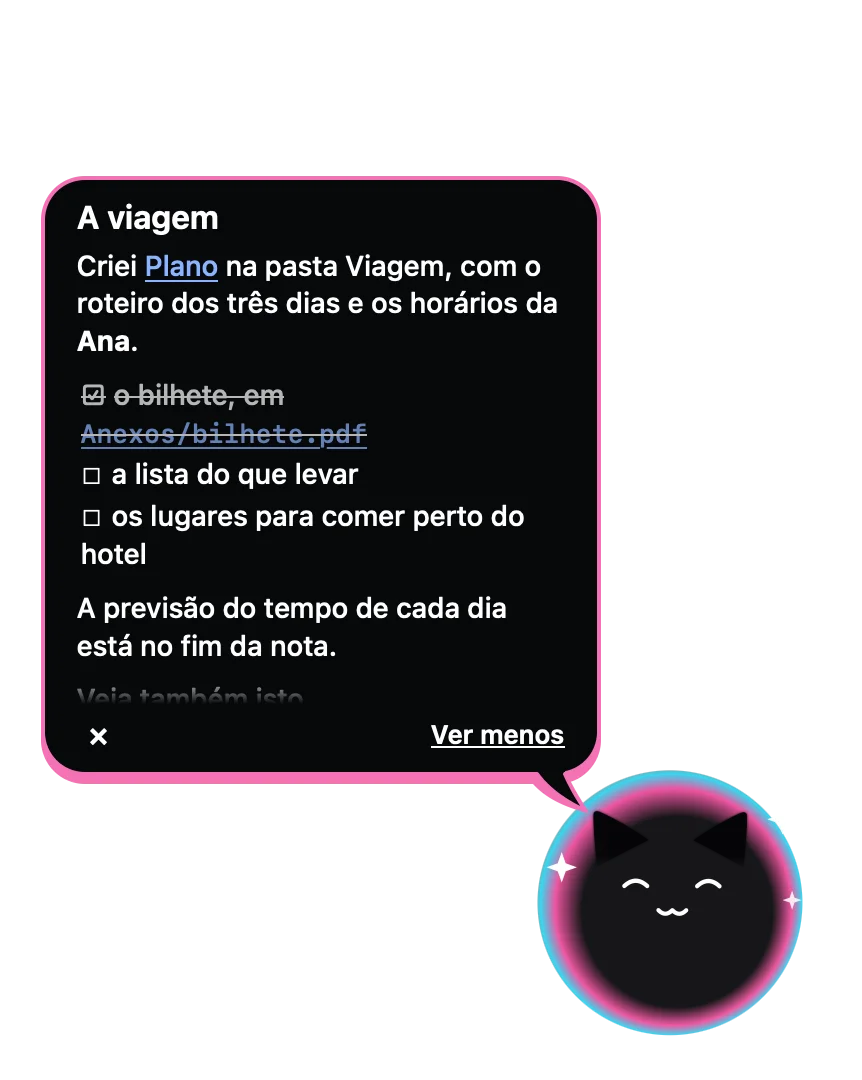 A viagem
Criei Plano na pasta Viagem, com o
roteiro dos três dias e os horários da
Ana.
☑ o bilhete, em
Anexos/bilhete.pdf
☐ a lista do que levar
☐ os lugares para comer perto do
hotel
A previsão do tempo de cada dia
está no fim da nota.
Veja também isto
× Ver menos